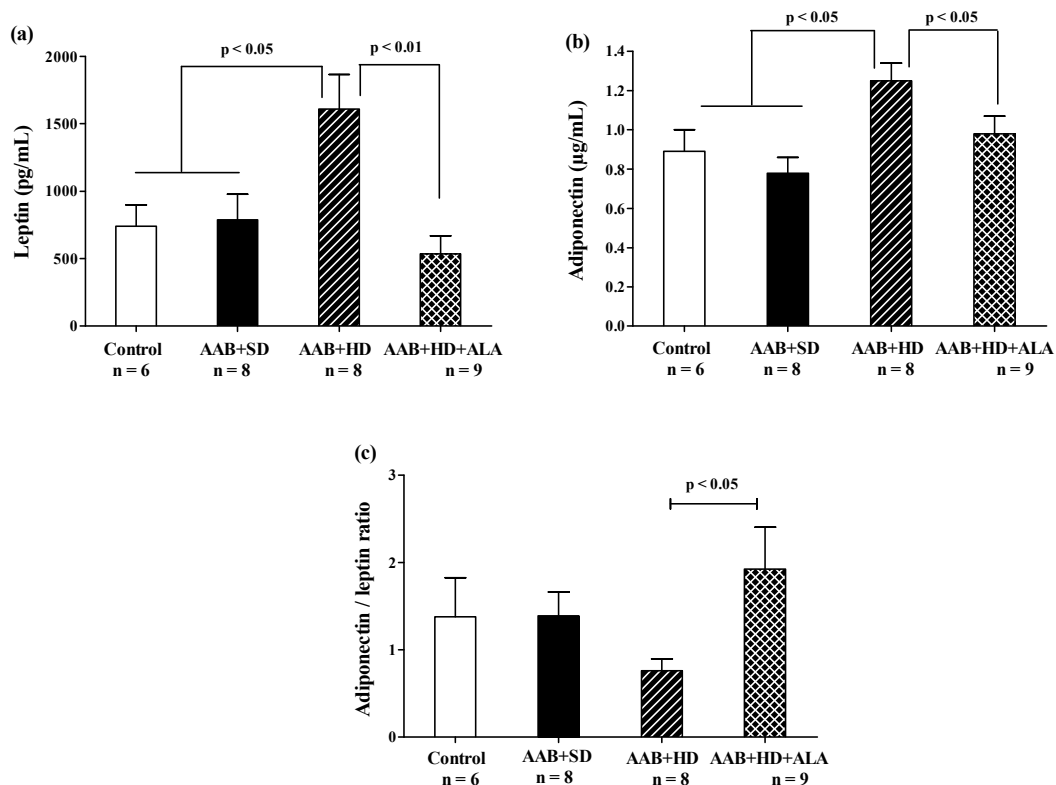 (a)
p < 0.05
p < 0.01
2000
1500
1000
500
0
Leptin (pg/mL)
Control
n = 6
AAB+SD
n = 8
AAB+HD
n = 8
AAB+HD+ALA
n = 9
(b)
p < 0.05
p < 0.05
1.4
1.2
1.0
0.8
0.6
0.4
0.2
0.0
Adiponectin (µg/mL)
Control
n = 6
AAB+SD
n = 8
AAB+HD
n = 8
AAB+HD+ALA
n = 9
(c)
p < 0.05
3
2
1
0
Adiponectin / leptin ratio
Control
n = 6
AAB+SD
n = 8
AAB+HD
n = 8
AAB+HD+ALA
n = 9